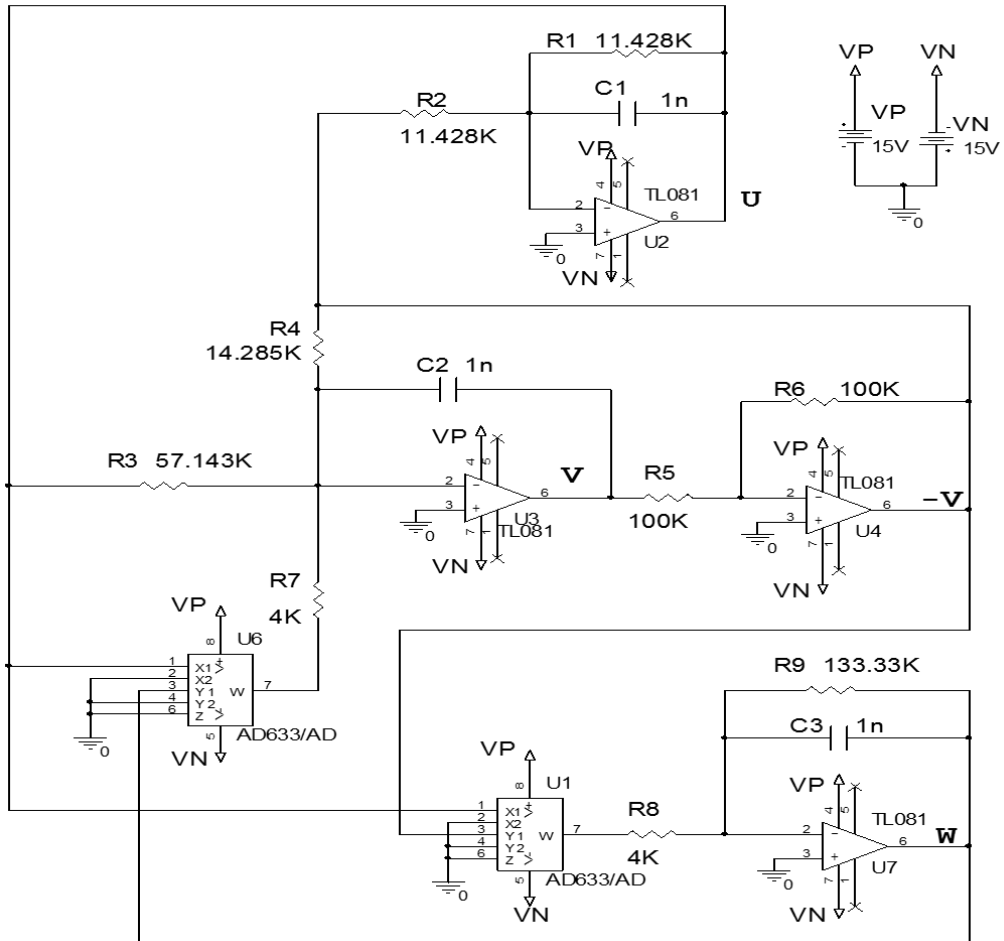 R1 11.428K
C1
1n
R2
11.428K
VP
4
5
TL081
2
-
6
3
+
U2
0
7
1
VN
U
VP
VN
+
VP
-
15V
-
VN
+
15V
0
R4
14.285K
C2 1n
R3 57.143K
VP
4
5
2
-
6
3
+
U3
TL081
0
7
1
VN
V
R5
100K
R6
100K
VP
4
5
TL081
2
-
6
3
+
U4
0
7
1
VN
-V
R7
4K
VP
8
U6
1
X1
+
2
X2
3
Y1
W
7
4
Y2
6
Z
-
5
AD633/AD
0
VN
R9 133.33K
C3 1n
VP
8
U1
1
X1
+
2
X2
3
Y1
W
7
4
Y2
6
Z
-
5
AD633/AD
0
VN
R8
4K
VP
4
5
TL081
2
-
6
3
+
U7
0
7
1
VN
W